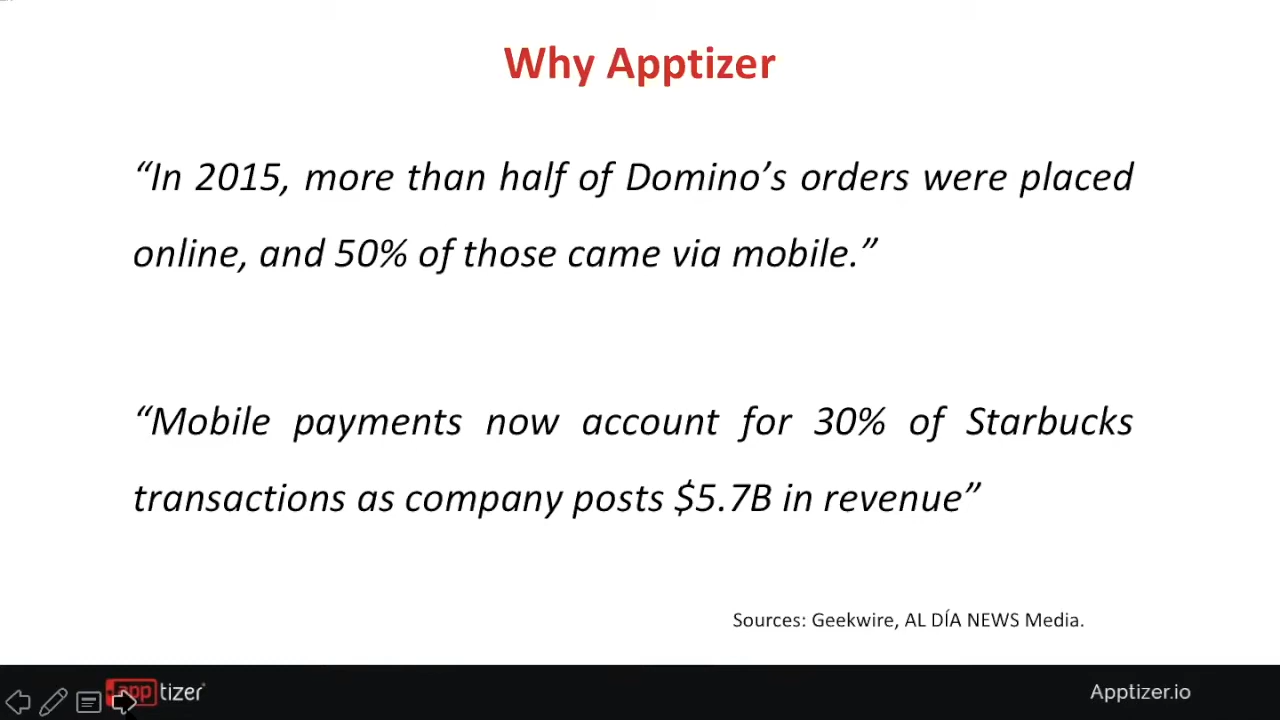 Why Apptizer
“In 2015, more than half of Domino’s orders were placed
online, and 50% of those came via mobile.”
“Mobile payments now account for 30% of Starbucks
transactions as company posts $5.7B in revenue”
Sources: Geekwire, AL DÍA NEWS Media.
apptizer
Apptizer.io